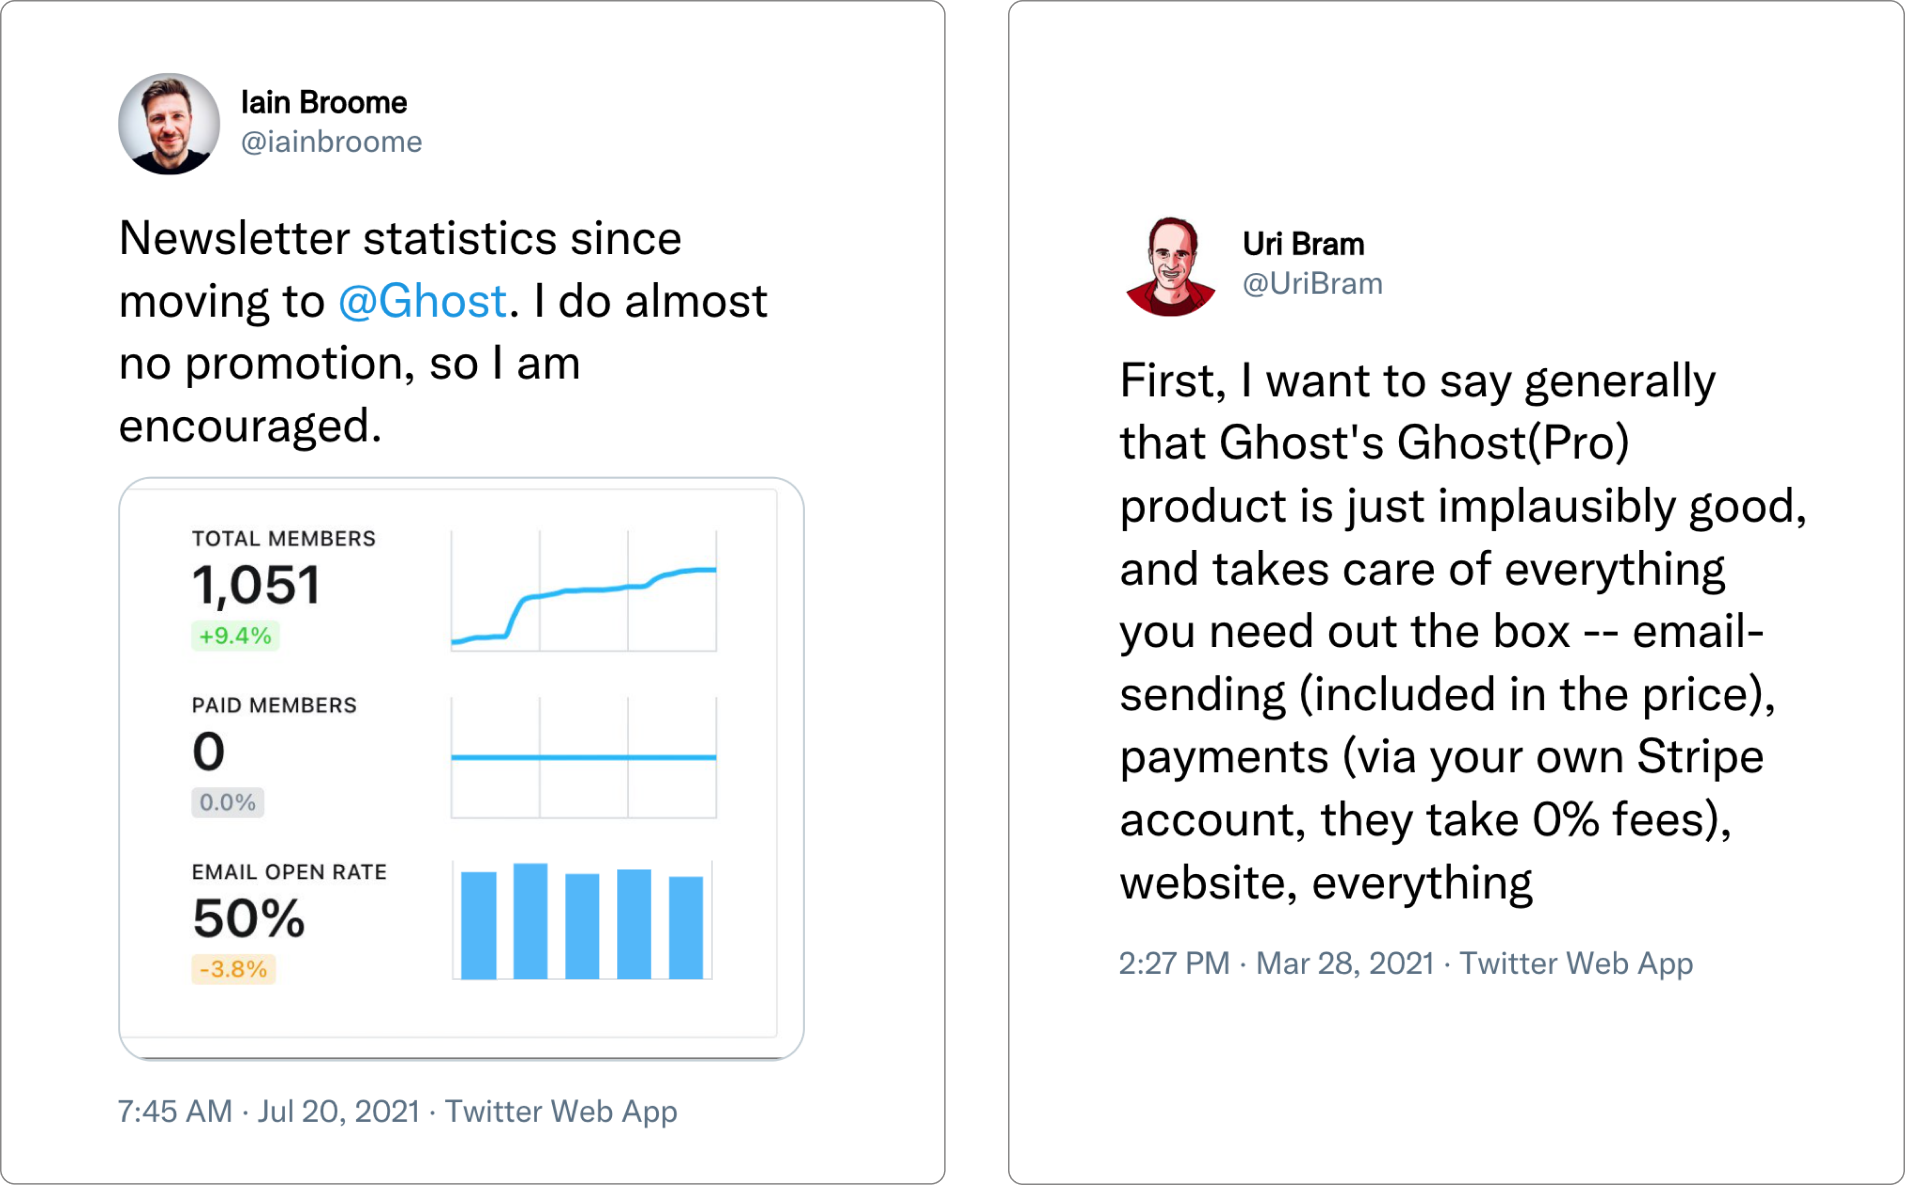 Iain Broome
@iainbroome
Newsletter statistics since
moving to @Ghost. I do almost
no promotion, so I am
encouraged.
TOTAL MEMBERS
1,051
+9.4%
PAID MEMBERS
0
0.0%
EMAIL OPEN RATE
50%
-3.8%
7:45 AM · Jul 20, 2021 · Twitter Web App
Uri Bram
@UriBram
First, I want to say generally
that Ghost's Ghost(Pro)
product is just implausibly good,
and takes care of everything
you need out the box -- email-
sending (included in the price),
payments (via your own Stripe
account, they take 0% fees),
website, everything
2:27 PM · Mar 28, 2021 · Twitter Web App